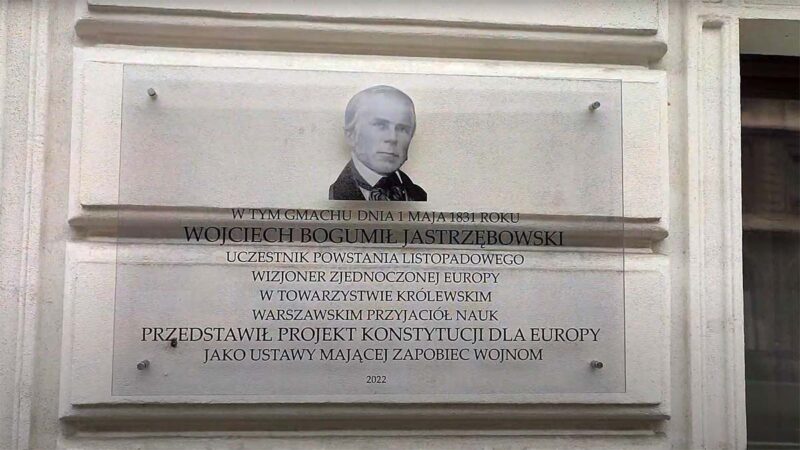 W TYM GMACHU DNIA 1 MAJA 1831 ROKU
WOJCIECH BOGUMIŁ JASTRZĘBOWSKI
UCZESTNIK POWSTANIA LISTOPADOWEGO
WIZJONER ZJEDNOCZONEJ EUROPY
W TOWARZYSTWIE KRÓLEWSKIM
WARSZAWSKIM PRZYJACIÓŁ NAUK
PRZEDSTAWIŁ PROJEKT KONSTYTUCJI DLA EUROPY
JAKO USTAWY MAJĄCEJ ZAPOBIEC WOJNOM
2022